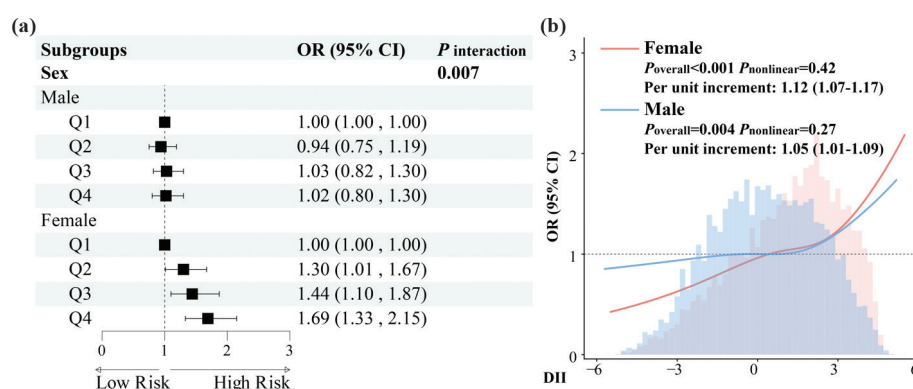 (a)
Subgroups OR (95% CI) P interaction
Sex 0.007
Male
Q1 1.00 (1.00 , 1.00)
Q2 0.94 (0.75 , 1.19)
Q3 1.03 (0.82 , 1.30)
Q4 1.02 (0.80 , 1.30)
Female
Q1 1.00 (1.00 , 1.00)
Q2 1.30 (1.01 , 1.67)
Q3 1.44 (1.10 , 1.87)
Q4 1.69 (1.33 , 2.15)
0 1 2 3
Low Risk High Risk
(b)
Female
Poverall<0.001 Pnonlinear=0.42
Per unit increment: 1.12 (1.07-1.17)
Male
Poverall=0.004 Pnonlinear=0.27
Per unit increment: 1.05 (1.01-1.09)
OR (95% CI)
3
2
1
0
DII −6 −3 0 3 6